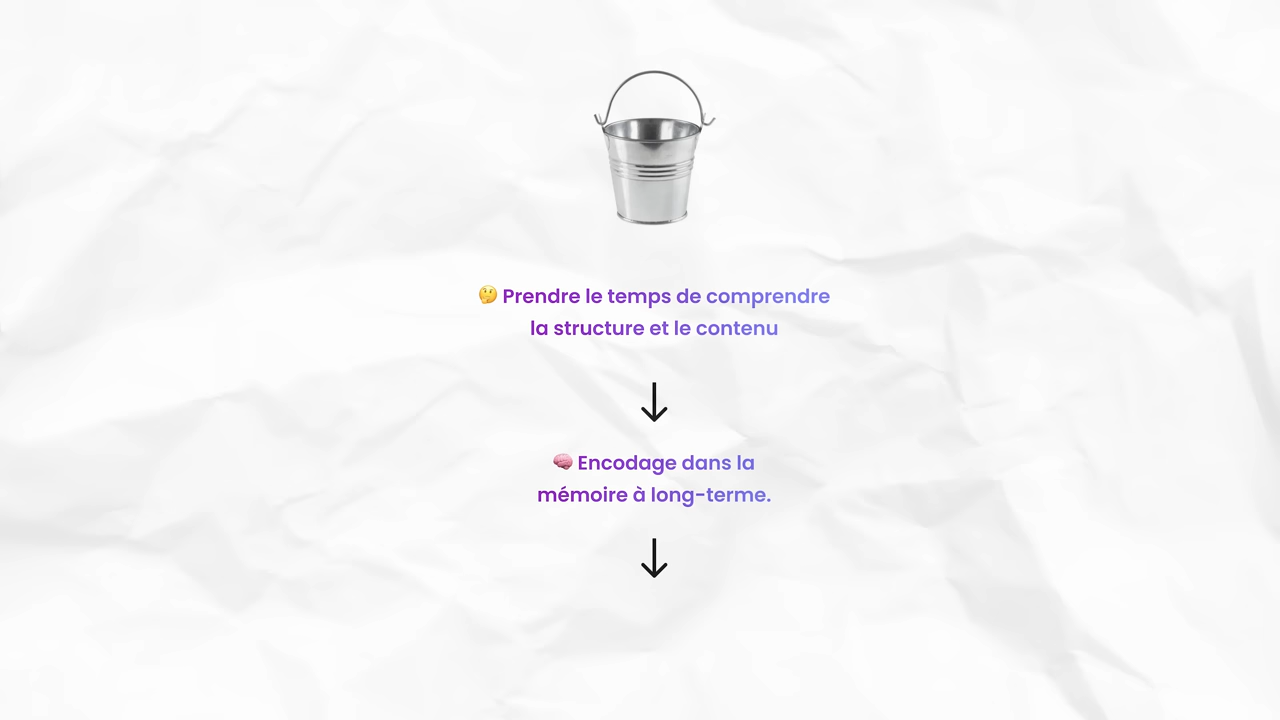 🤔 Prendre le temps de comprendre
la structure et le contenu
🧠 Encodage dans la
mémoire à long-terme.